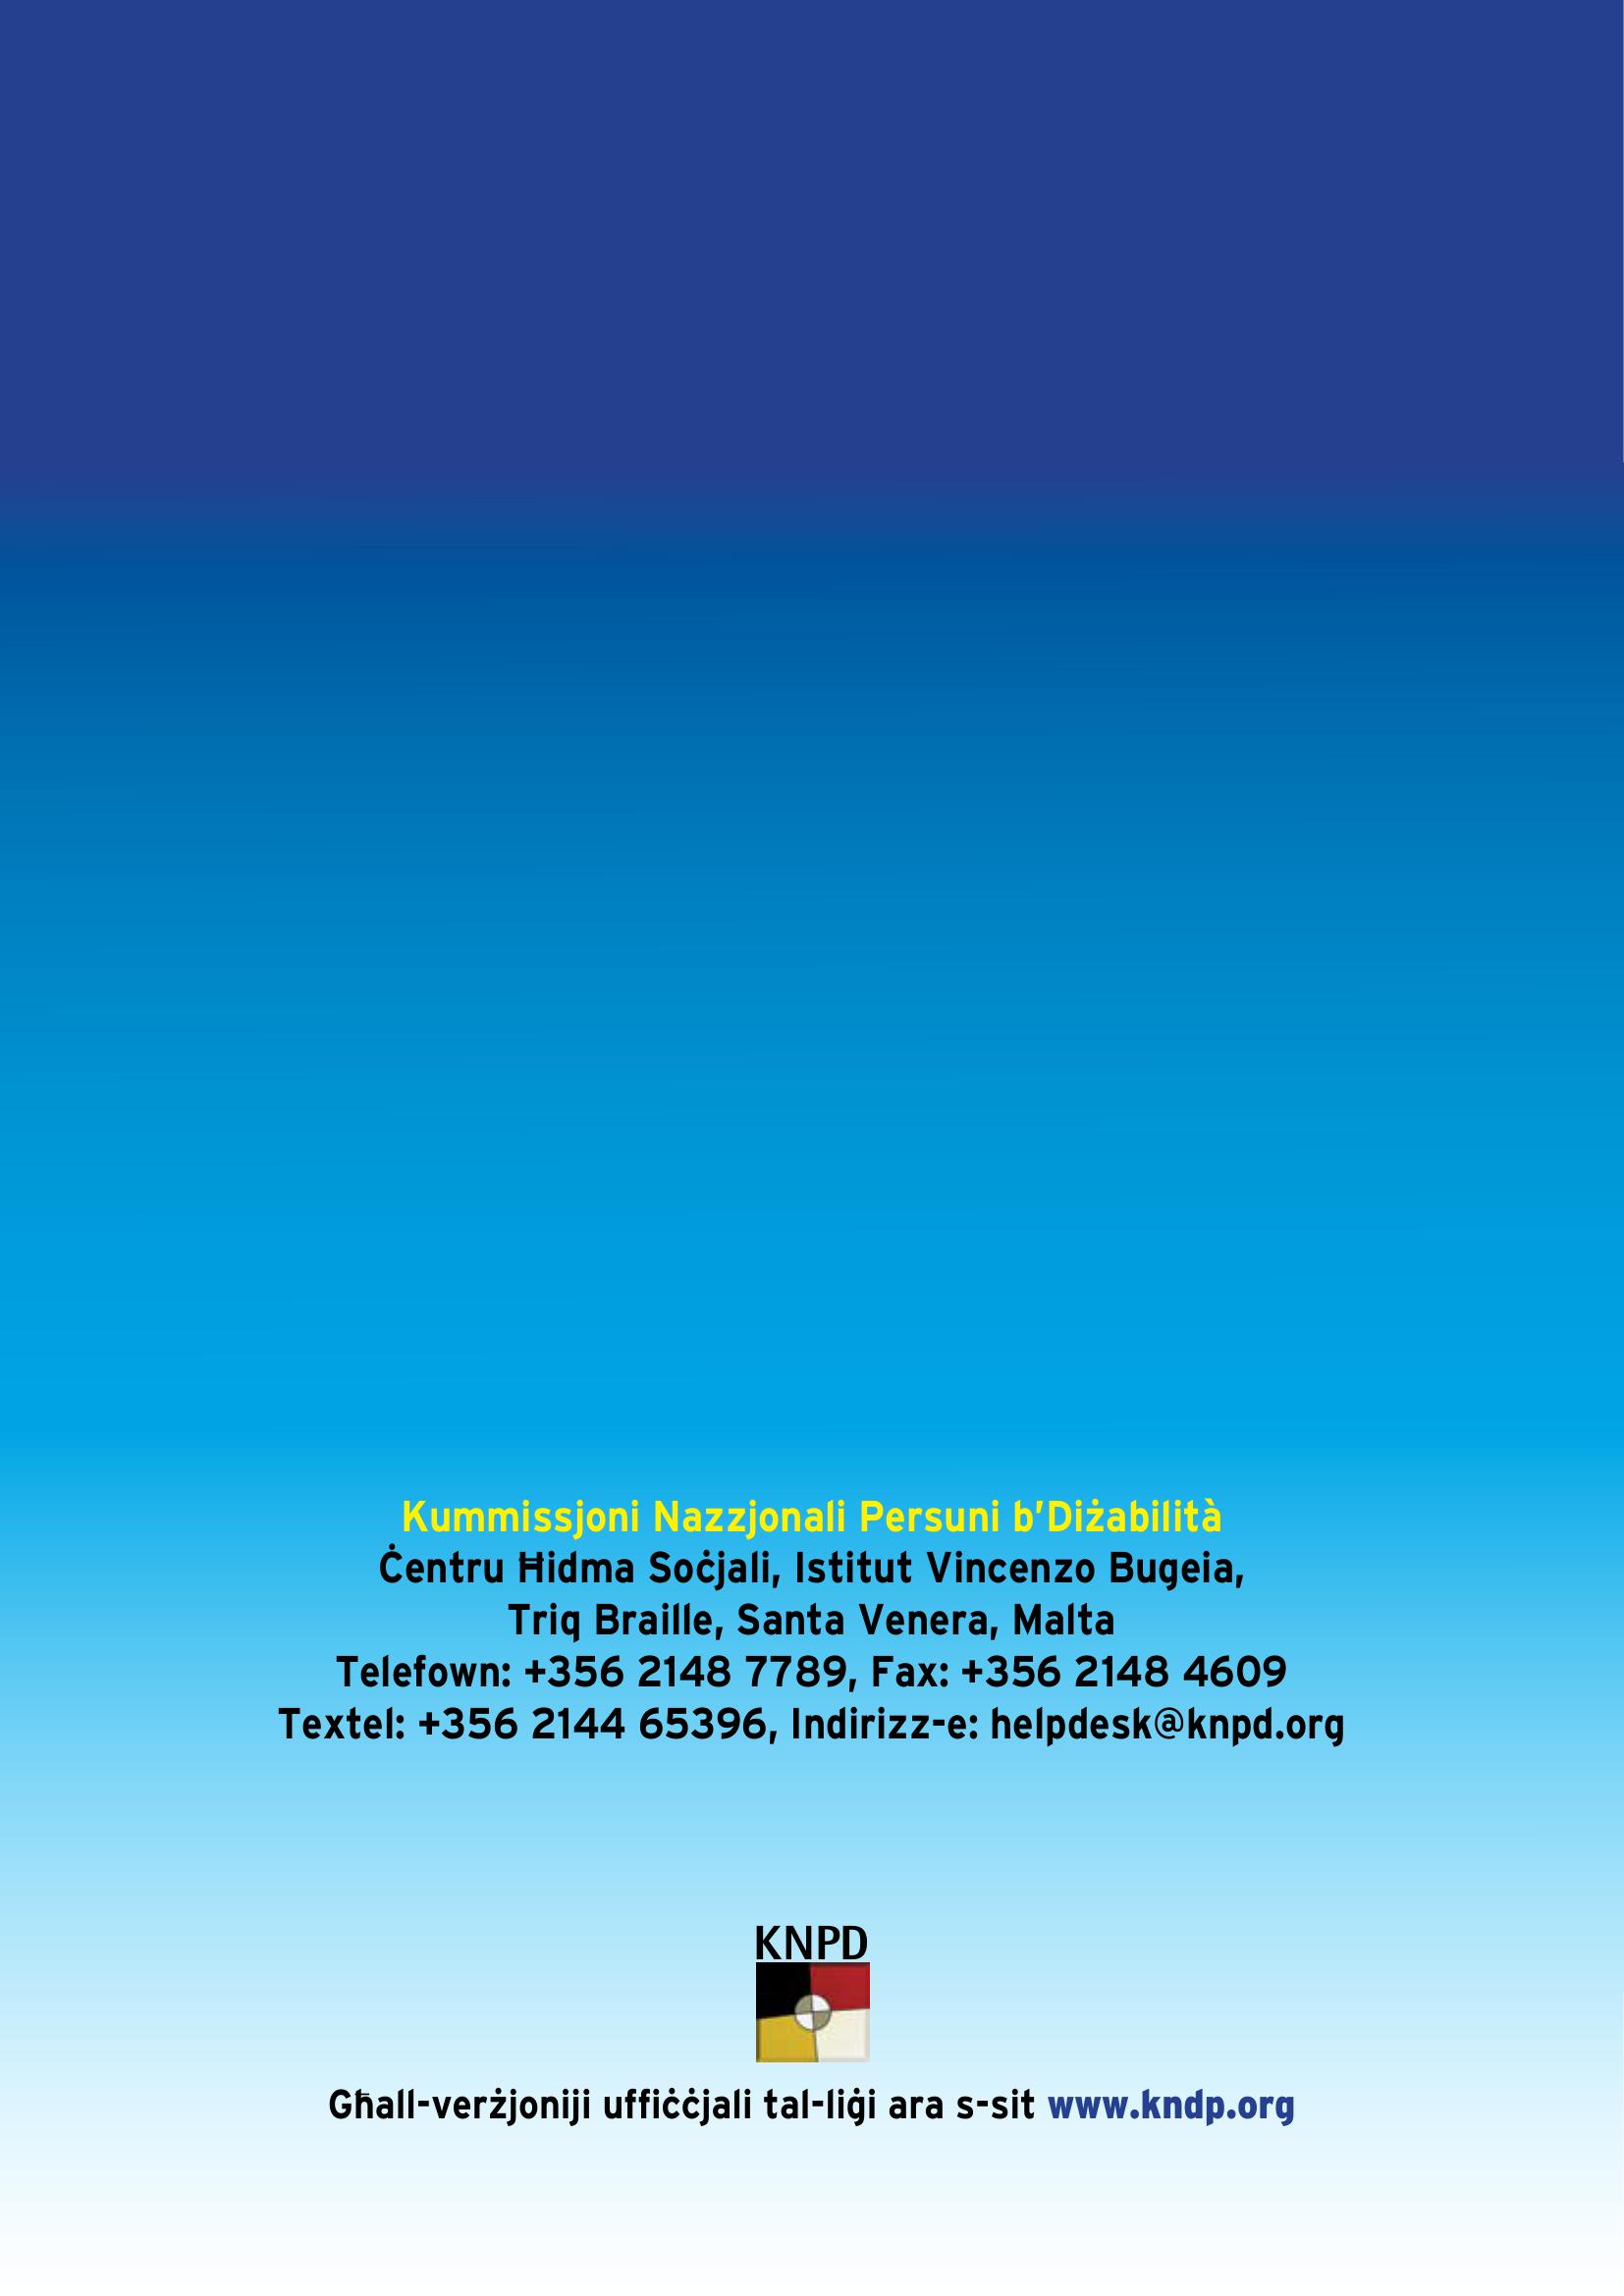 Kummissjoni Nazzjonali Persuni b'Diżabilità
Ċentru Ħidma Soċjali, Istitut Vincenzo Bugeia,
Triq Braille, Santa Venera, Malta
Telefown: +356 2148 7789, Fax: +356 2148 4609
Textel: +356 2144 65396, Indirizz-e: helpdesk@knpd.org
KNPD
Għall-verżjoniji uffiċċjali tal-liġi ara s-sit www.kndp.org